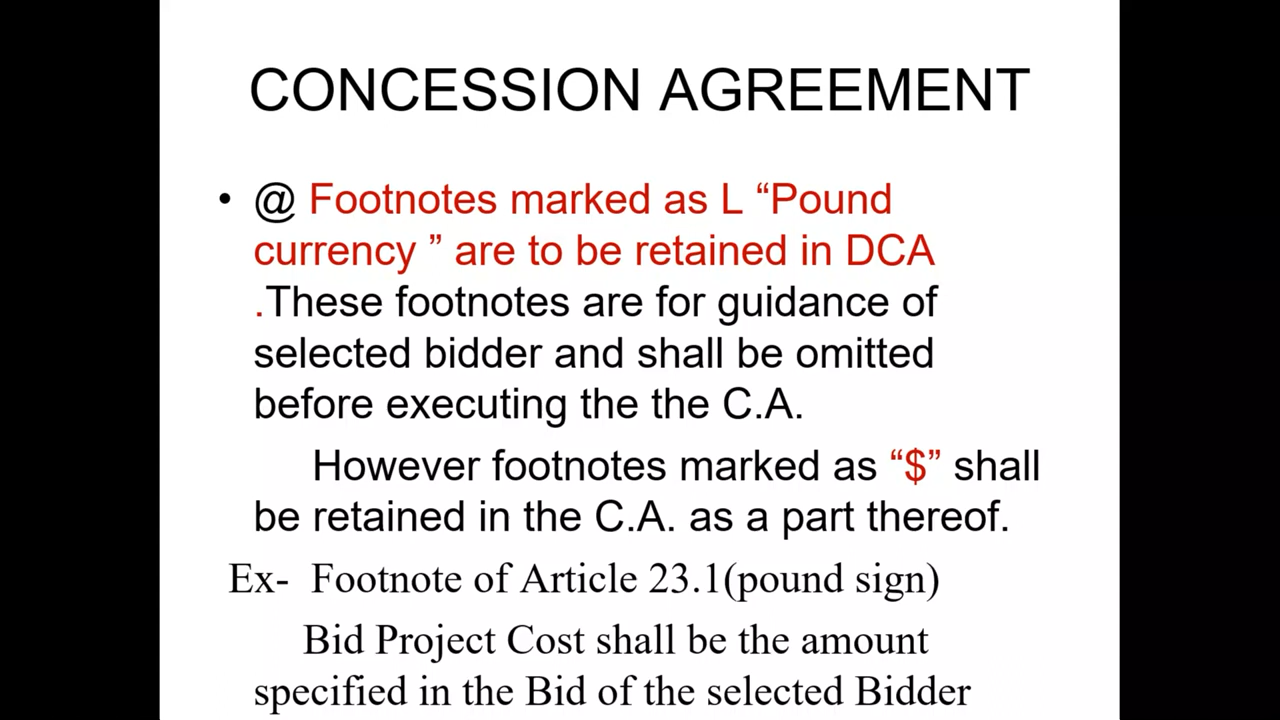 CONCESSION AGREEMENT
• @ Footnotes marked as L “Pound
currency ” are to be retained in DCA
.These footnotes are for guidance of
selected bidder and shall be omitted
before executing the the C.A.
However footnotes marked as “$” shall
be retained in the C.A. as a part thereof.
Ex- Footnote of Article 23.1(pound sign)
Bid Project Cost shall be the amount
specified in the Bid of the selected Bidder